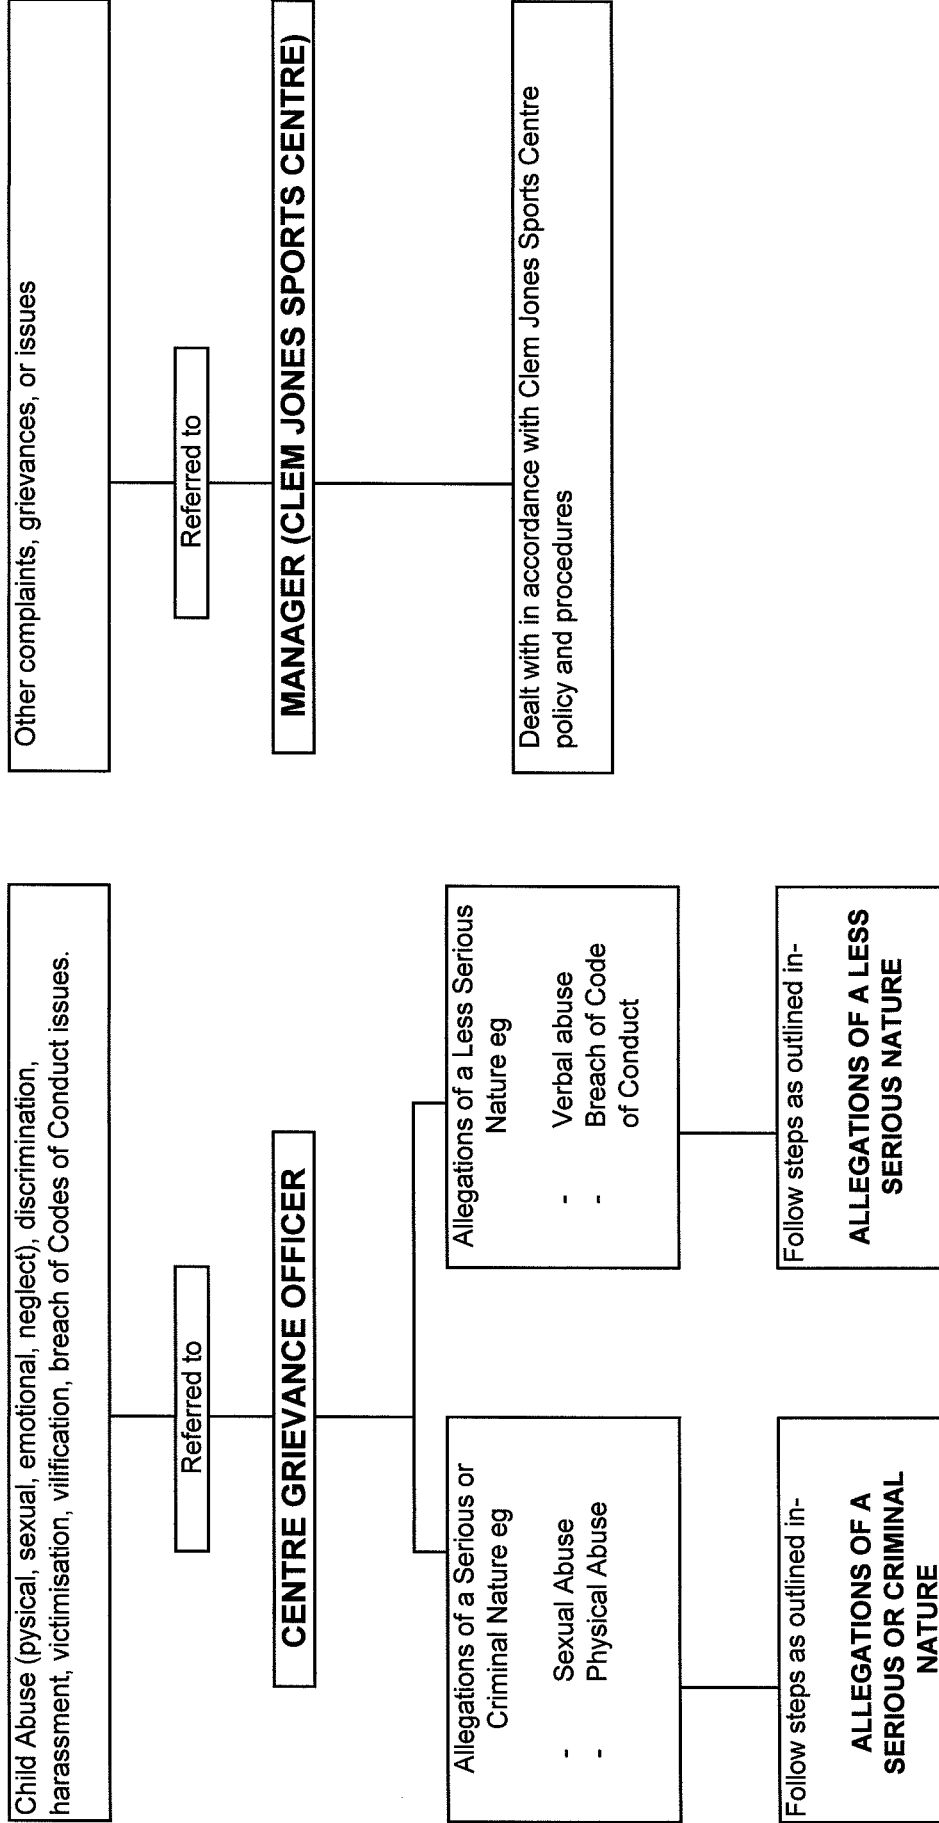 Child Abuse (pysical, sexual, emotional, neglect), discrimination,
harassment, victimisation, vilification, breach of Codes of Conduct issues.
Referred to
CENTRE GRIEVANCE OFFICER
Allegations of a Serious or
Criminal Nature eg
- Sexual Abuse
- Physical Abuse
Follow steps as outlined in-
ALLEGATIONS OF A
SERIOUS OR CRIMINAL
NATURE
Allegations of a Less Serious
Nature eg
- Verbal abuse
- Breach of Code
of Conduct
Follow steps as outlined in-
ALLEGATIONS OF A LESS
SERIOUS NATURE
Other complaints, grievances, or issues
Referred to
MANAGER (CLEM JONES SPORTS CENTRE)
Dealt with in accordance with Clem Jones Sports Centre
policy and procedures